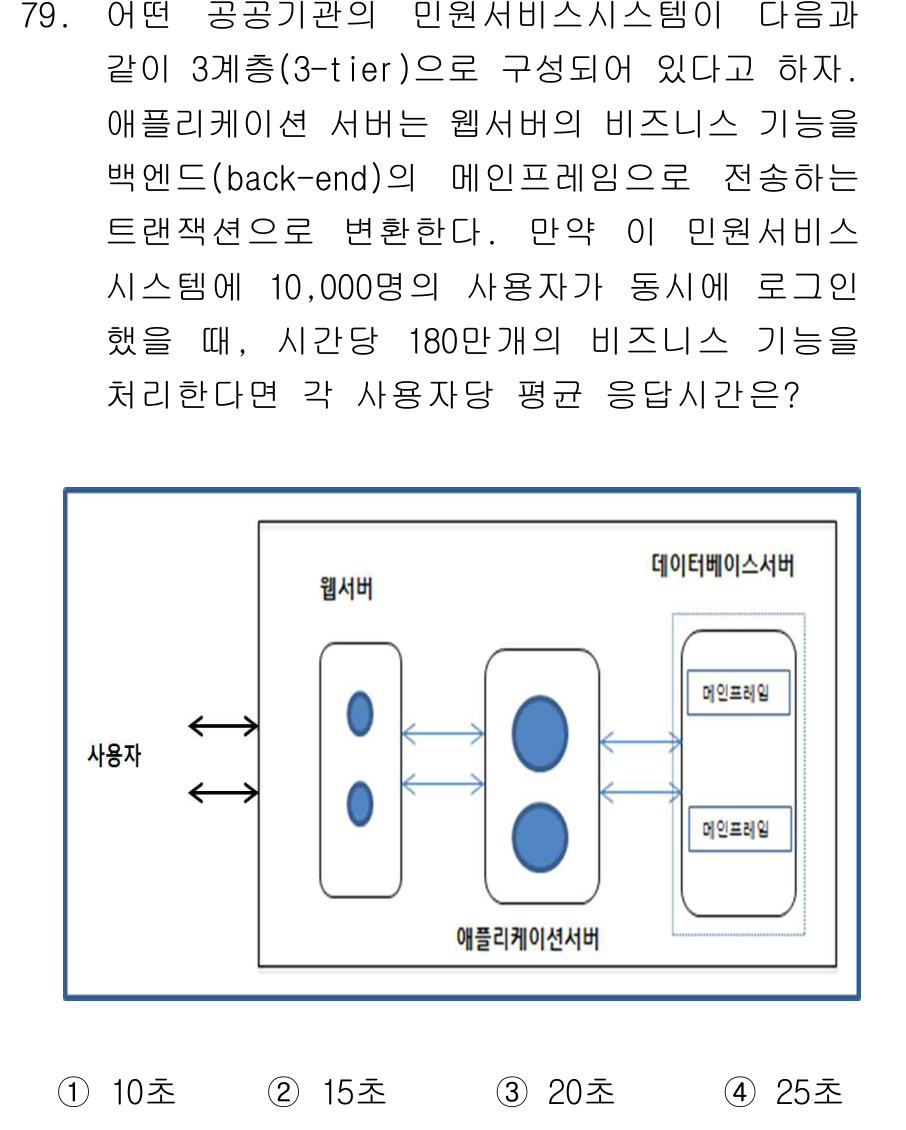 79. 어떤 공공기관의 민원서비스시스템이 다음과
같이 3계층(3-tier)으로 구성되어 있다고 하자.
애플리케이션 서버는 웹서버의 비즈니스 기능을
백엔드(back-end)의 메인프레임으로 전송하는
트랜잭션으로 변환한다. 만약 이 민원서비스
시스템에 10,000명의 사용자가 동시에 로그인
했을 때, 시간당 180만개의 비즈니스 기능을
처리한다면 각 사용자당 평균 응답시간은?
데이터베이스서버
웹서버
메인프레임
사용자
메인프레임
애플리케이션서버
① 10초 ② 15초 ③ 20초 ④ 25초